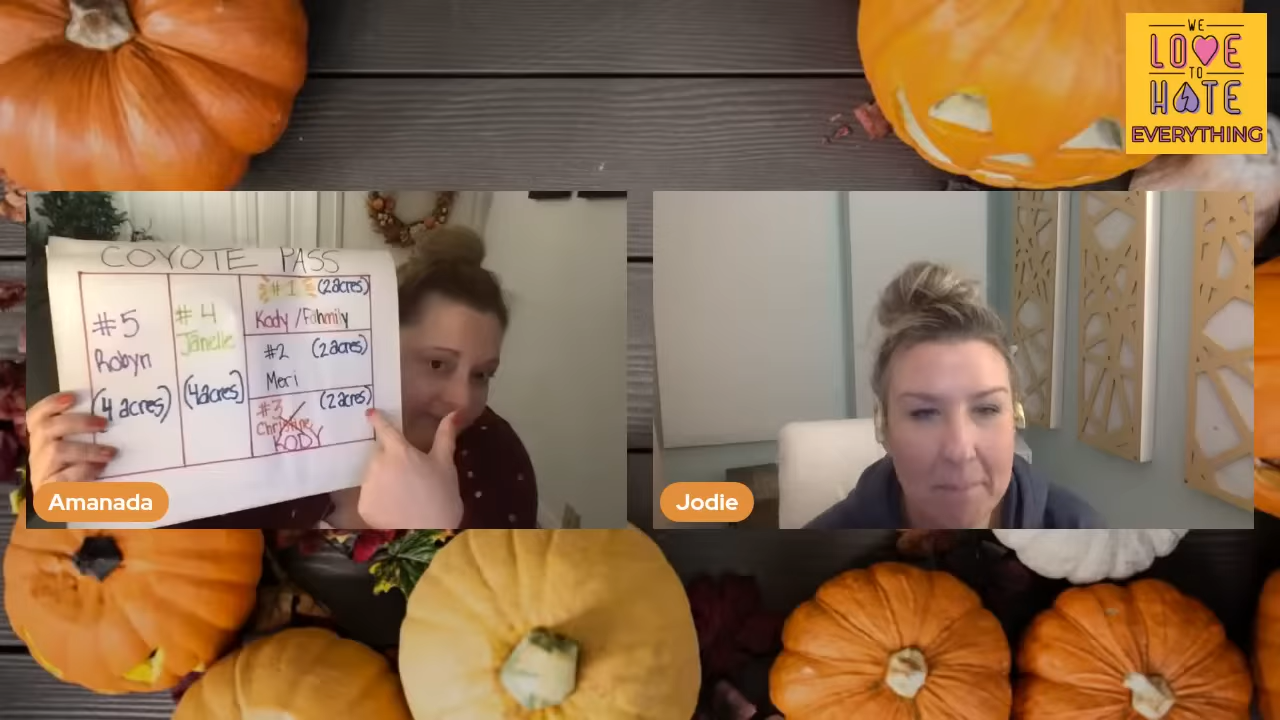 WE
LOVE
TO
HATE
EVERYTHING
COYOTE PASS
#1 (2acres)
Kody / Fahmily
#2 (2acres)
Meri
#3 (2acres)
Christine
KODY
#4
Janelle
(4acres)
#5
Robyn
(4 acres)
Amanada
Jodie